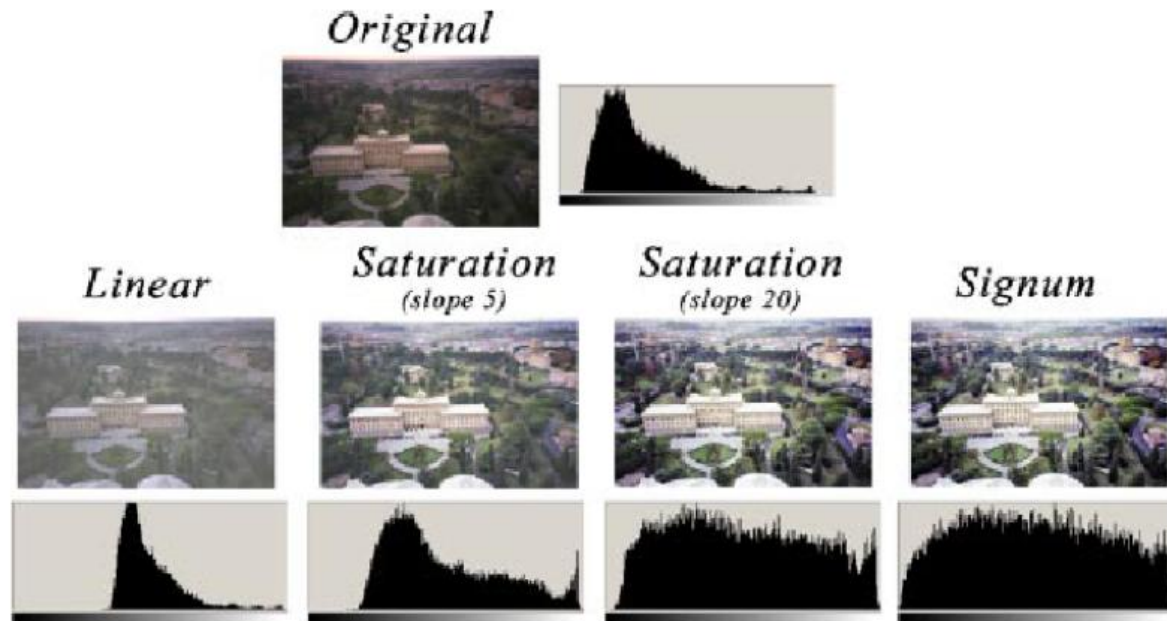 Original
Linear
Saturation
(slope 5)
Saturation
(slope 20)
Signum